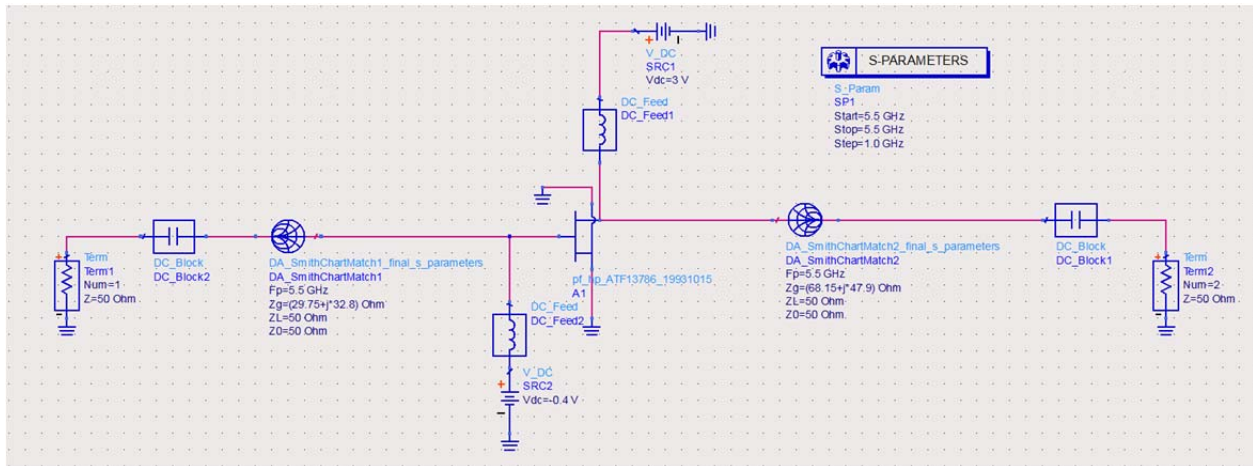 V_DC
SRC1
Vdc=3 V
S-PARAMETERS
S_Param
SP1
Start=5.5 GHz
Stop=5.5 GHz
Step=1.0 GHz
DC_Feed
DC_Feed1
Term
Term1
Num=1
Z=50 Ohm
DC_Block
DC_Block2
DA_SmithChartMatch1_final_s_parameters
DA_SmithChartMatch1
Fp=5.5 GHz
Zg=(29.75+j*32.8) Ohm
ZL=50 Ohm
Z0=50 Ohm
pf_hp_ATF13786_19931015
A1
DC_Feed
DC_Feed2
V_DC
SRC2
Vdc=-0.4 V
DA_SmithChartMatch2_final_s_parameters
DA_SmithChartMatch2
Fp=5.5 GHz
Zg=(68.15+j*47.9) Ohm
ZL=50 Ohm
Z0=50 Ohm
DC_Block
DC_Block1
Term
Term2
Num=2
Z=50 Ohm